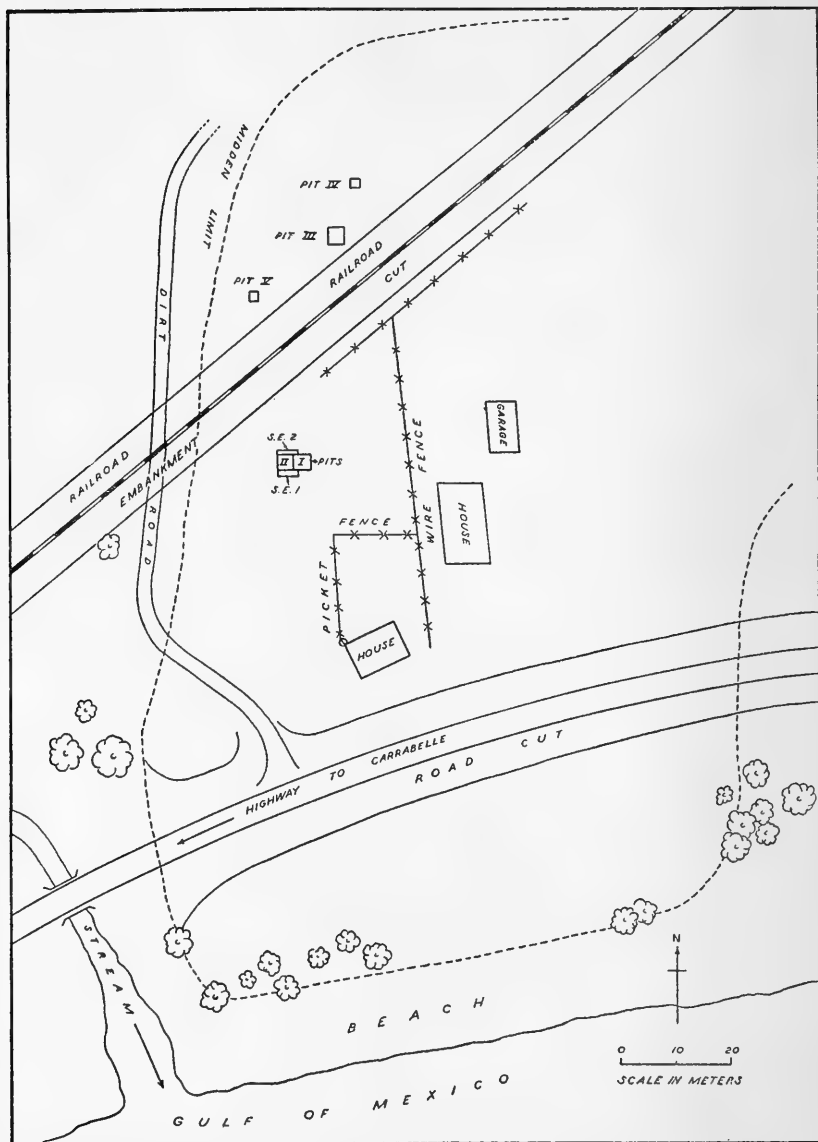 MIDDEN LIMIT
PIT IV
PIT III
PIT V
RAILROAD CUT
DIRT ROAD
RAILROAD EMBANKMENT
S.E. 2
II I PITS
S.E. 1
GARAGE
WIRE FENCE
HOUSE
PICKET FENCE
HOUSE
HIGHWAY TO CARRABELLE
ROAD CUT
STREAM
BEACH
N
0 10 20
SCALE IN METERS
GULF OF MEXICO